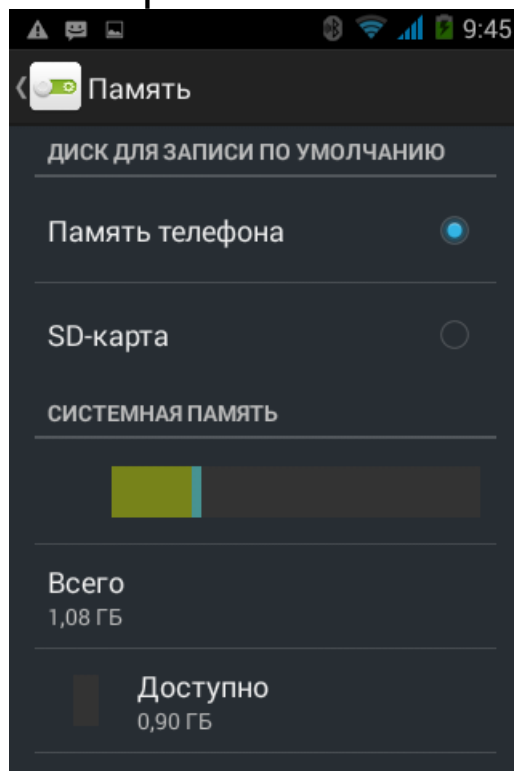 9:45
Память
ДИСК ДЛЯ ЗАПИСИ ПО УМОЛЧАНИЮ
Память телефона
SD-карта
СИСТЕМНАЯ ПАМЯТЬ
Всего
1,08 ГБ
Доступно
0,90 ГБ